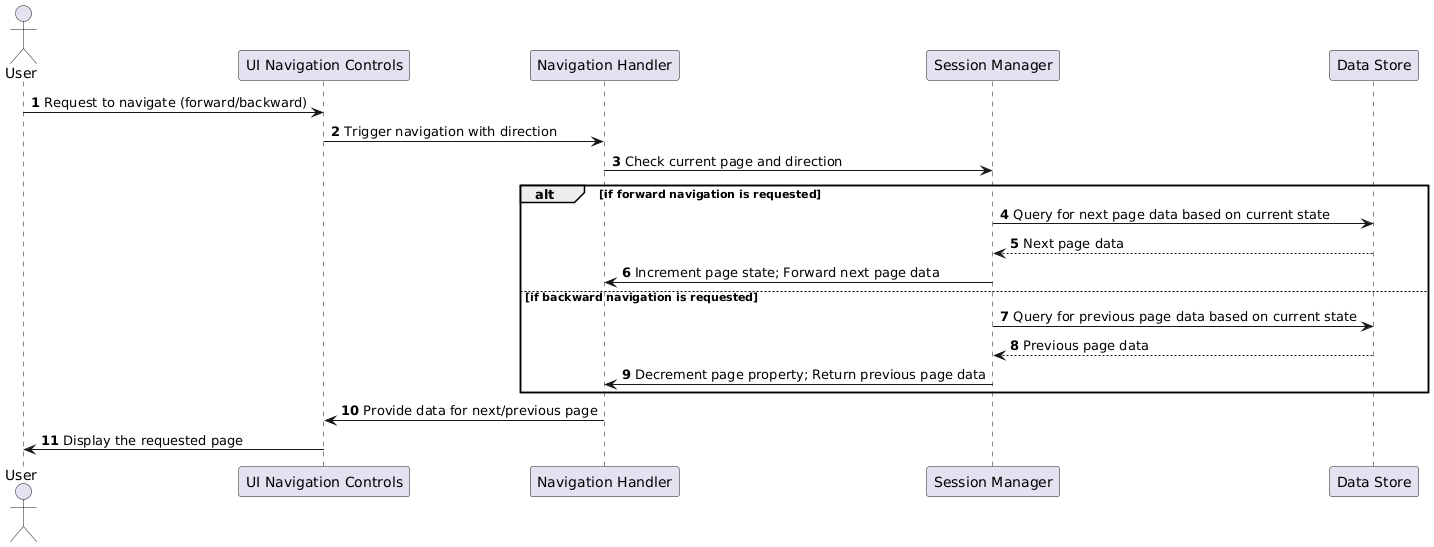 User
UI Navigation Controls
Navigation Handler
Session Manager
Data Store
1 Request to navigate (forward/backward)
2 Trigger navigation with direction
3 Check current page and direction
alt
[if forward navigation is requested]
4 Query for next page data based on current state
5 Next page data
6 Increment page state; Forward next page data
[if backward navigation is requested]
7 Query for previous page data based on current state
8 Previous page data
9 Decrement page property; Return previous page data
10 Provide data for next/previous page
11 Display the requested page
User
UI Navigation Controls
Navigation Handler
Session Manager
Data Store